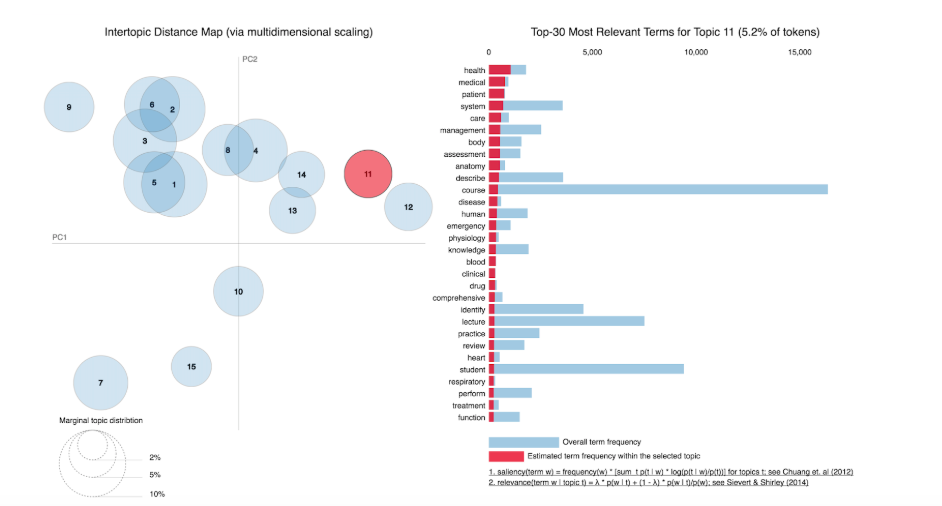 Intertopic Distance Map (via multidimensional scaling)
PC2
9
6
2
3
8
4
5
1
14
11
13
12
PC1
10
15
7
Marginal topic distribtion
2%
5%
10%
Top-30 Most Relevant Terms for Topic 11 (5.2% of tokens)
0 5,000 10,000 15,000
health
medical
patient
system
care
management
body
assessment
anatomy
describe
course
disease
human
emergency
physiology
knowledge
blood
clinical
drug
comprehensive
identify
lecture
practice
review
heart
student
respiratory
perform
treatment
function
Overall term frequency
Estimated term frequency within the selected topic
1. saliency(term w) = frequency(w) * [sum_t p(t | w) * log(p(t | w)/p(t))] for topics t; see Chuang et. al (2012)
2. relevance(term w | topic t) = λ * p(w | t) + (1 - λ) * p(w | t)/p(w); see Sievert & Shirley (2014)